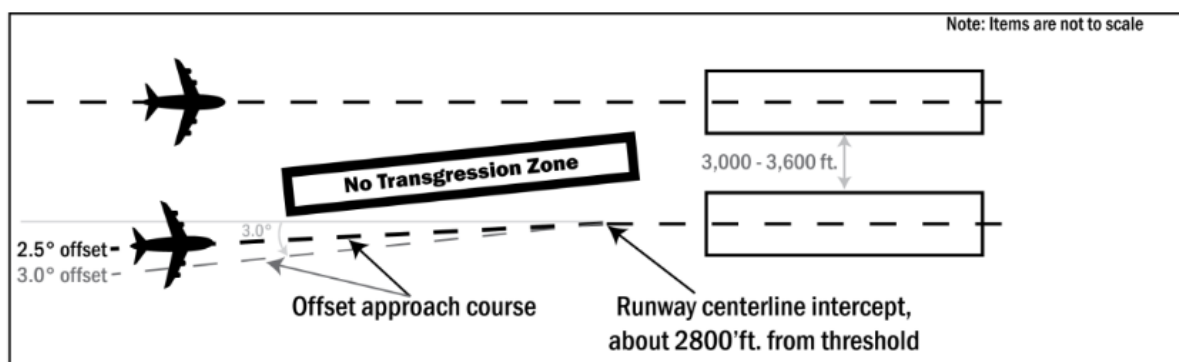 Note: Items are not to scale
No Transgression Zone
3,000 - 3,600 ft.
3.0°
2.5° offset
3.0° offset
Offset approach course
Runway centerline intercept,
about 2800'ft. from threshold